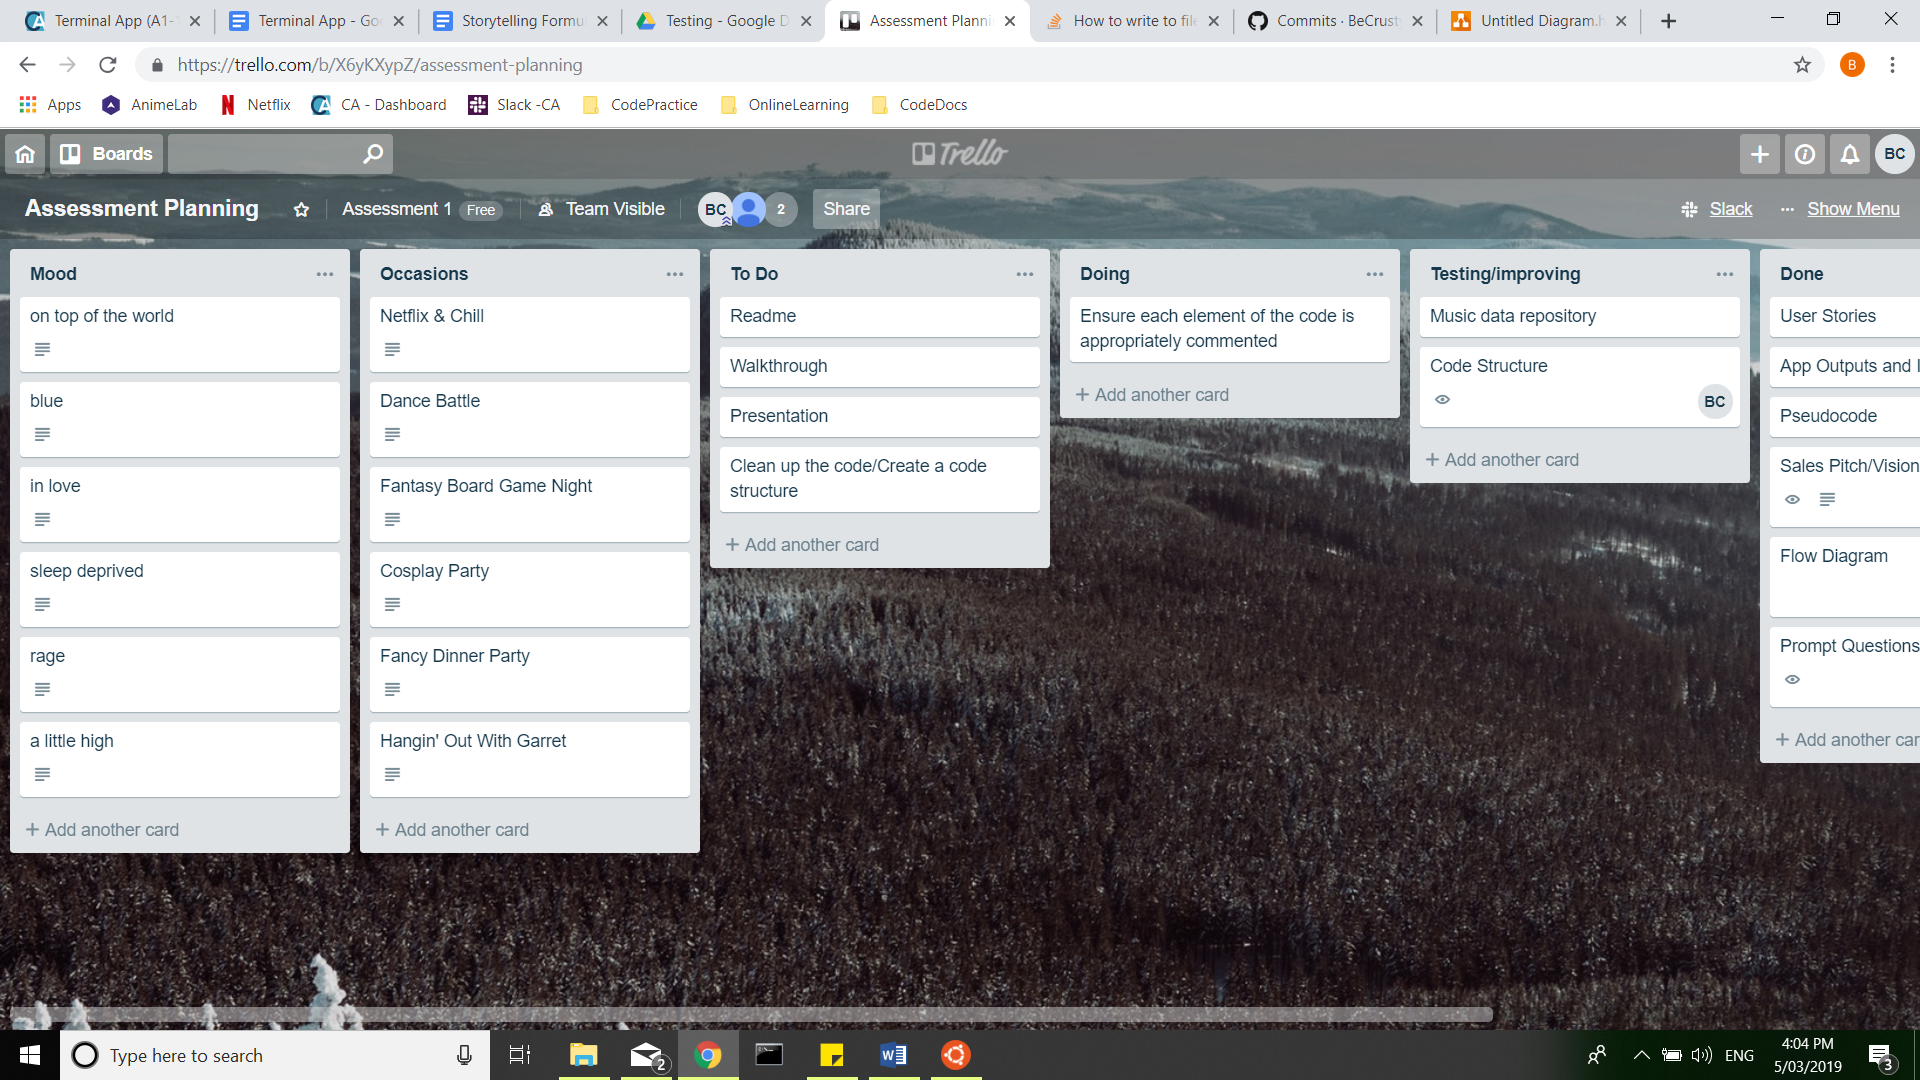 Terminal App (A1-
Terminal App - Go
Storytelling Formu
Testing - Google D
Assessment Planni
How to write to file
Commits · BeCrust
Untitled Diagram.h
https://trello.com/b/X6yKXypZ/assessment-planning
B
Apps
AnimeLab
Netflix
CA - Dashboard
Slack -CA
CodePractice
OnlineLearning
CodeDocs
Boards
Trello
BC
Assessment Planning
Assessment 1
Free
Team Visible
BC
2
Share
Slack
Show Menu
Mood
on top of the world
blue
in love
sleep deprived
rage
a little high
+ Add another card
Occasions
Netflix & Chill
Dance Battle
Fantasy Board Game Night
Cosplay Party
Fancy Dinner Party
Hangin' Out With Garret
+ Add another card
To Do
Readme
Walkthrough
Presentation
Clean up the code/Create a code
structure
+ Add another card
Doing
Ensure each element of the code is
appropriately commented
+ Add another card
Testing/improving
Music data repository
Code Structure
BC
+ Add another card
Done
User Stories
App Outputs and I
Pseudocode
Sales Pitch/Vision
Flow Diagram
Prompt Questions
+ Add another car
Type here to search
2
ENG
4:04 PM
5/03/2019
3